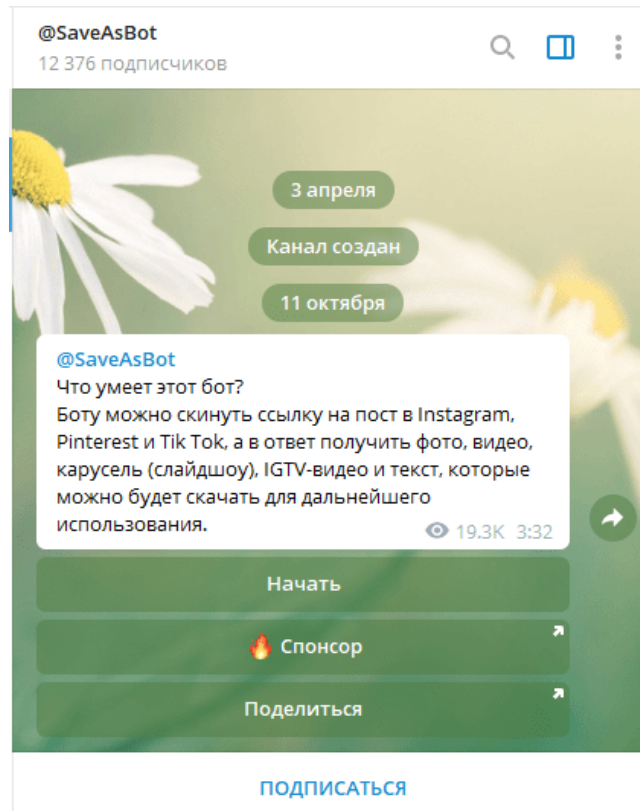 @SaveAsBot
12 376 подписчиков
3 апреля
Канал создан
11 октября
@SaveAsBot
Что умеет этот бот?
Боту можно скинуть ссылку на пост в Instagram,
Pinterest и Tik Tok, а в ответ получить фото, видео,
карусель (слайдшоу), IGTV-видео и текст, которые
можно будет скачать для дальнейшего
использования.
19.3K 3:32
Начать
🔥 Спонсор
Поделиться
ПОДПИСАТЬСЯ